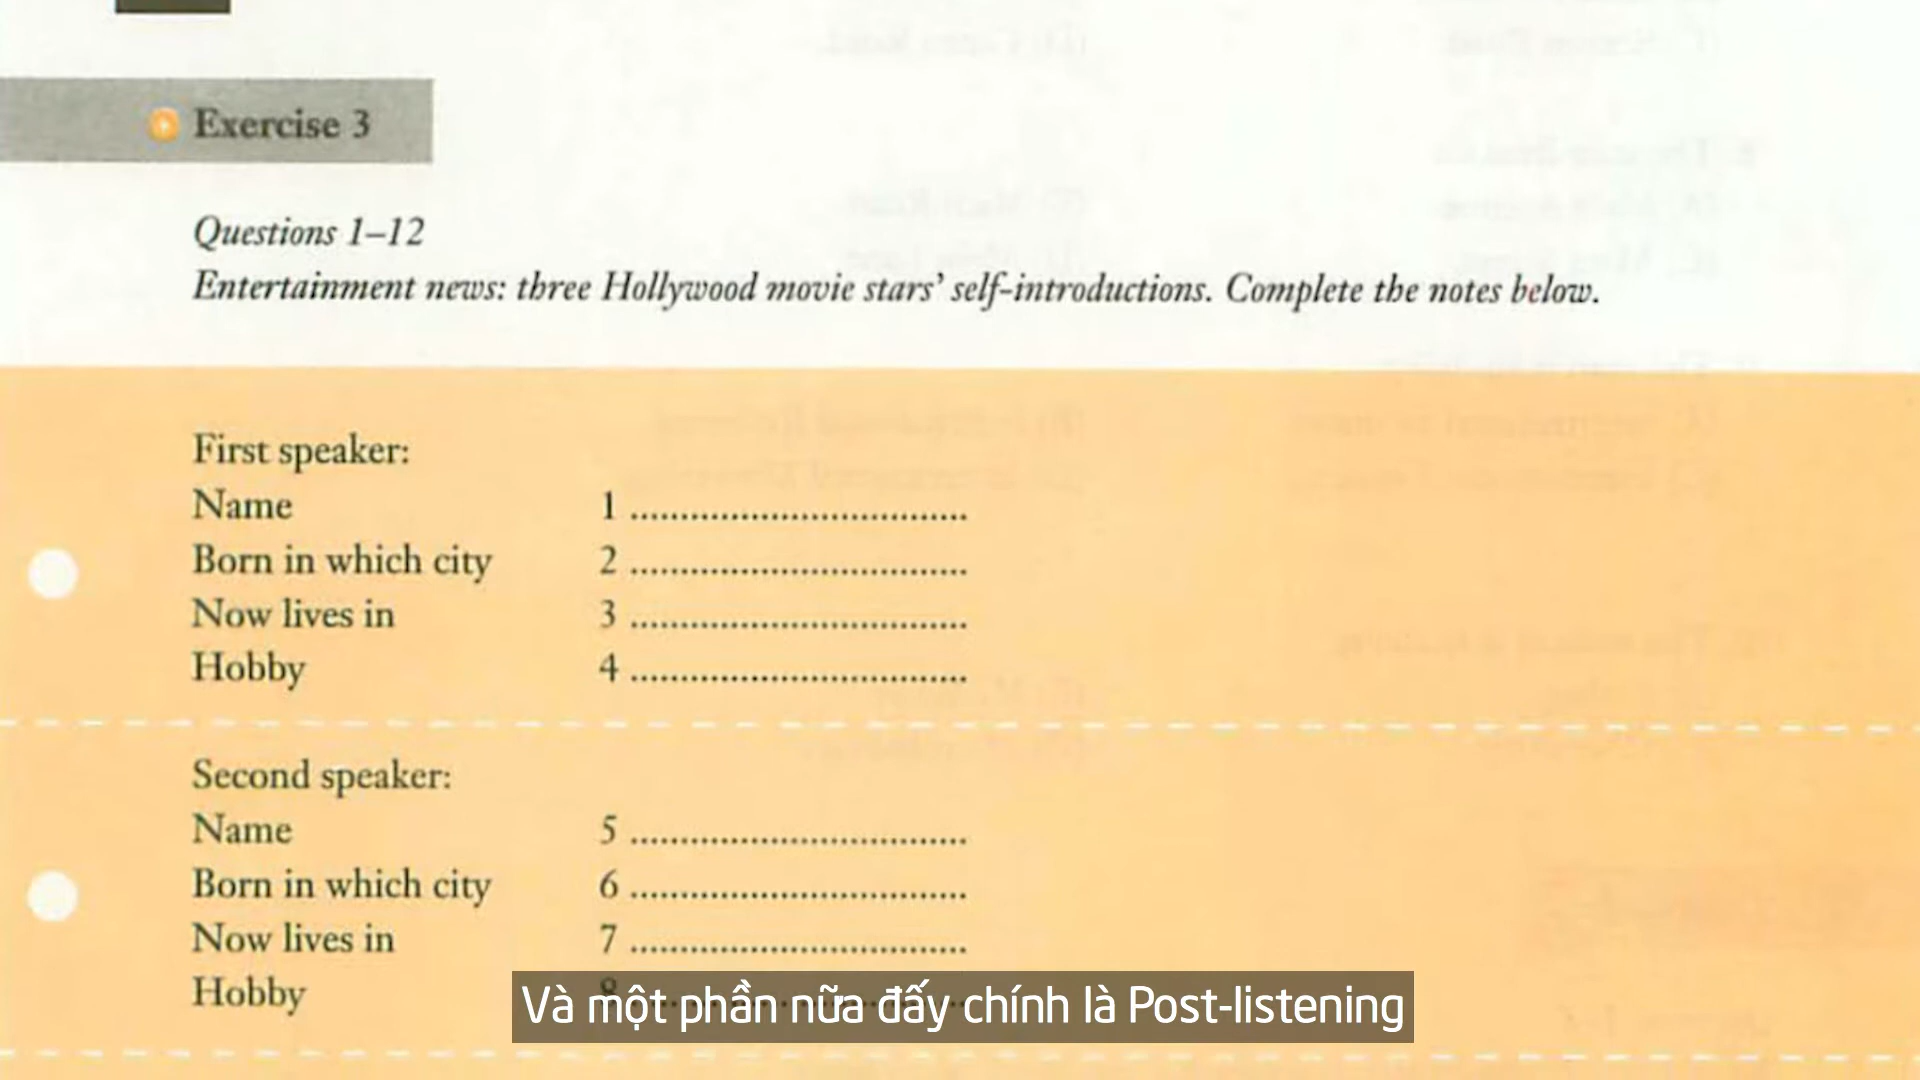 Exercise 3
Questions 1–12
Entertainment news: three Hollywood movie stars' self-introductions. Complete the notes below.
First speaker:
Name 1 ..................................
Born in which city 2 ..................................
Now lives in 3 ..................................
Hobby 4 ..................................
Second speaker:
Name 5 ..................................
Born in which city 6 ..................................
Now lives in 7 ..................................
Hobby 8 ..................................
Và một phần nữa đấy chính là Post-listening